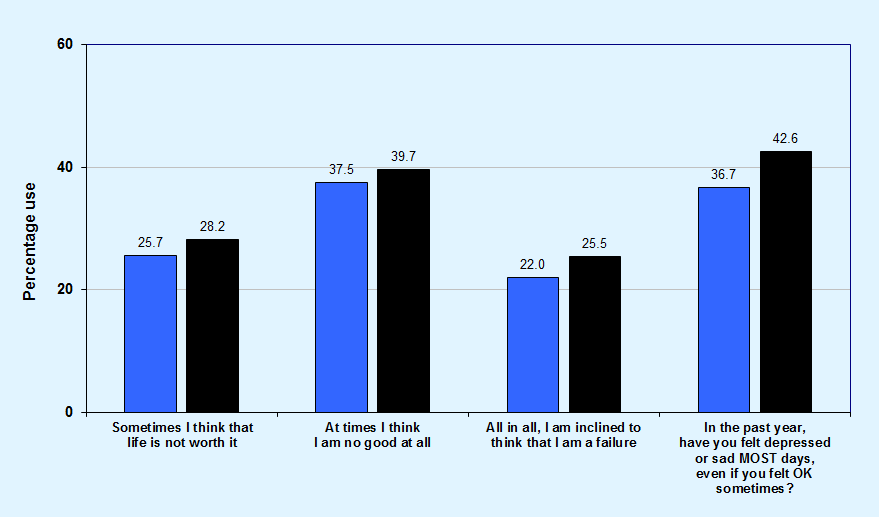 60
40
20
0
Percentage use
25.7
28.2
37.5
39.7
22.0
25.5
36.7
42.6
Sometimes I think that
life is not worth it
At times I think
I am no good at all
All in all, I am inclined to
think that I am a failure
In the past year,
have you felt depressed
or sad MOST days,
even if you felt OK
sometimes?